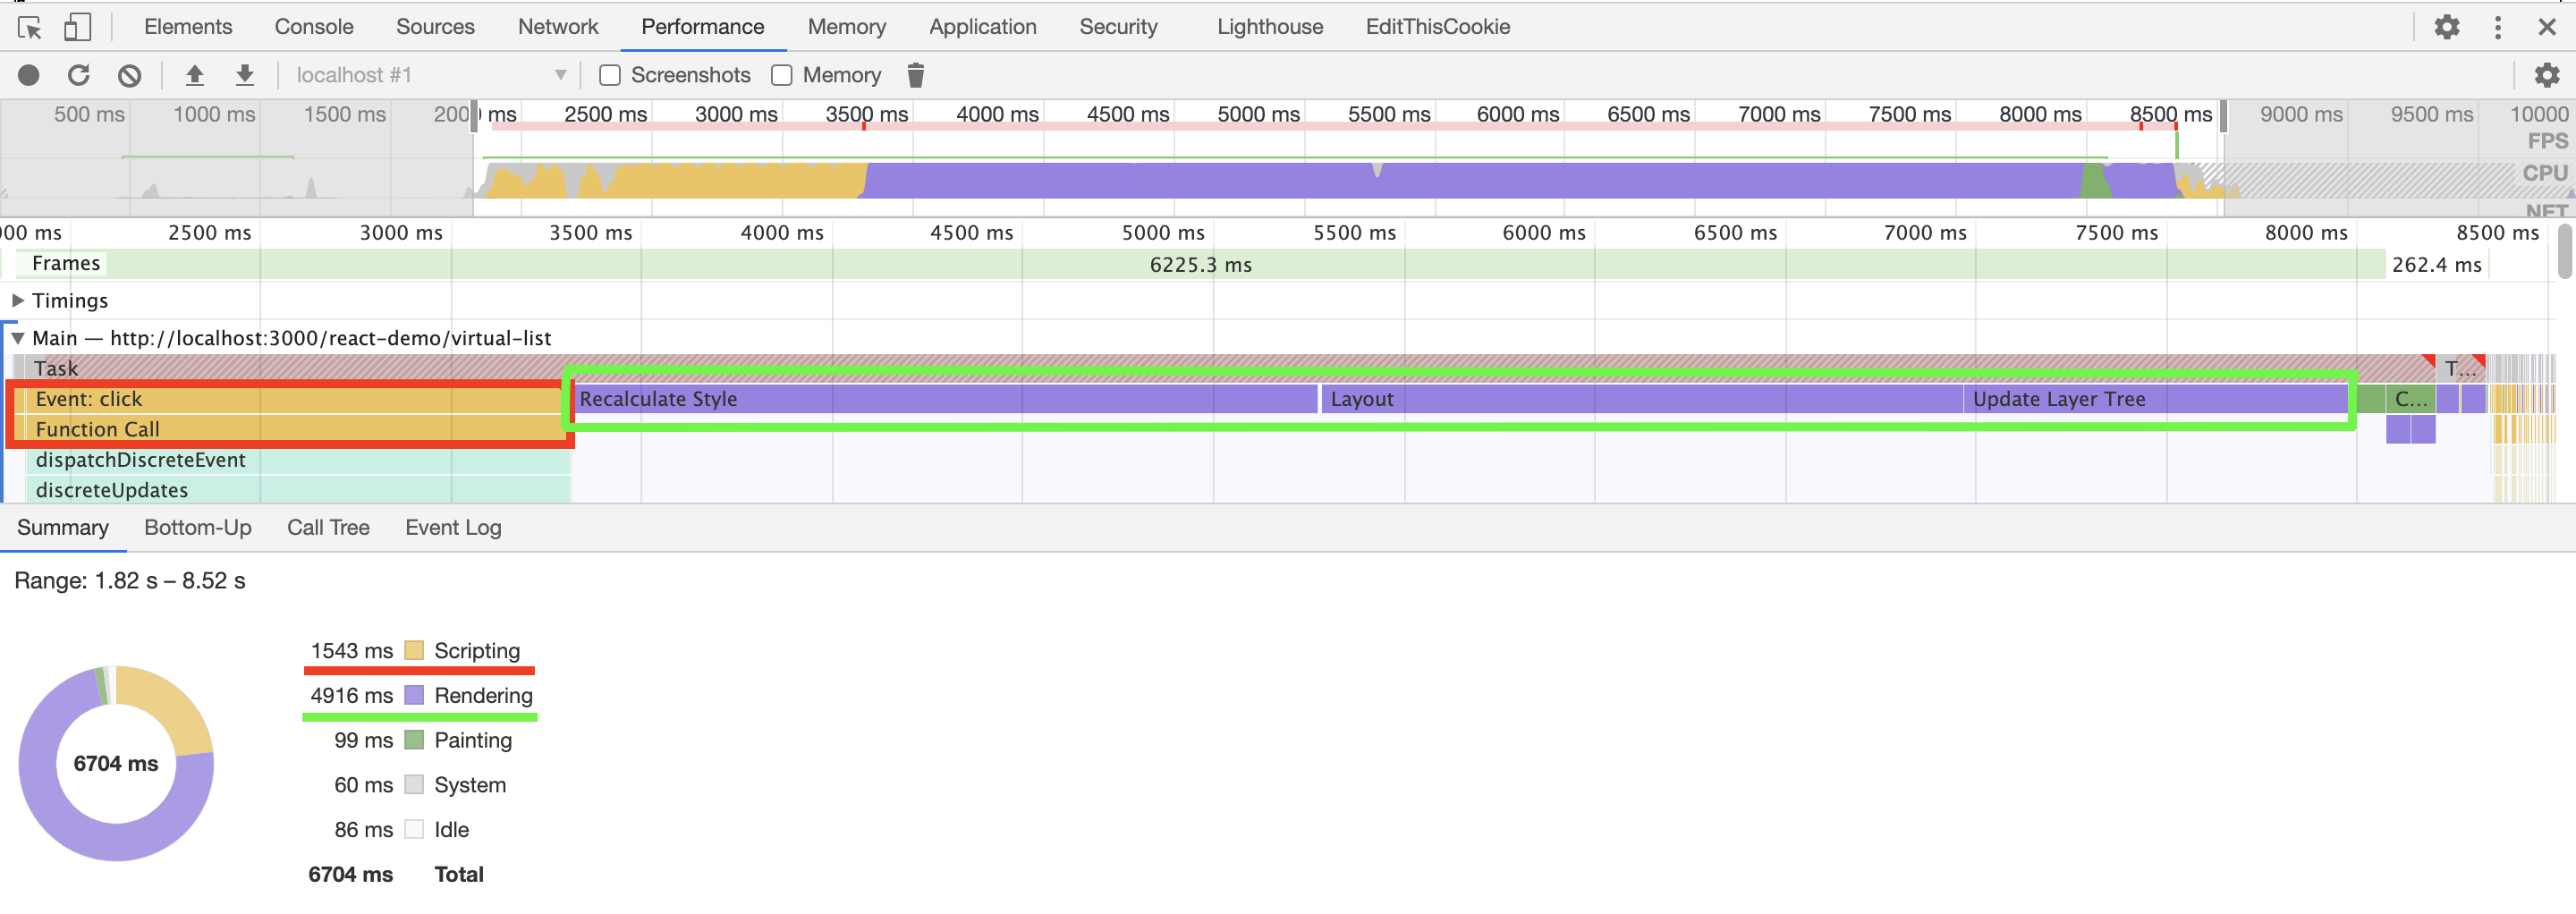 Elements Console Sources Network Performance Memory Application Security Lighthouse EditThisCookie
localhost #1 Screenshots Memory
500 ms 1000 ms 1500 ms 200 ms 2500 ms 3000 ms 3500 ms 4000 ms 4500 ms 5000 ms 5500 ms 6000 ms 6500 ms 7000 ms 7500 ms 8000 ms 8500 ms 9000 ms 9500 ms 10000
FPS
CPU
NET
00 ms 2500 ms 3000 ms 3500 ms 4000 ms 4500 ms 5000 ms 5500 ms 6000 ms 6500 ms 7000 ms 7500 ms 8000 ms 8500 ms
Frames 6225.3 ms 262.4 ms
Timings
Main — http://localhost:3000/react-demo/virtual-list
Task T...
Event: click Recalculate Style Layout Update Layer Tree C...
Function Call
dispatchDiscreteEvent
discreteUpdates
Summary Bottom-Up Call Tree Event Log
Range: 1.82 s – 8.52 s
1543 ms Scripting
4916 ms Rendering
99 ms Painting
6704 ms
60 ms System
86 ms Idle
6704 ms Total